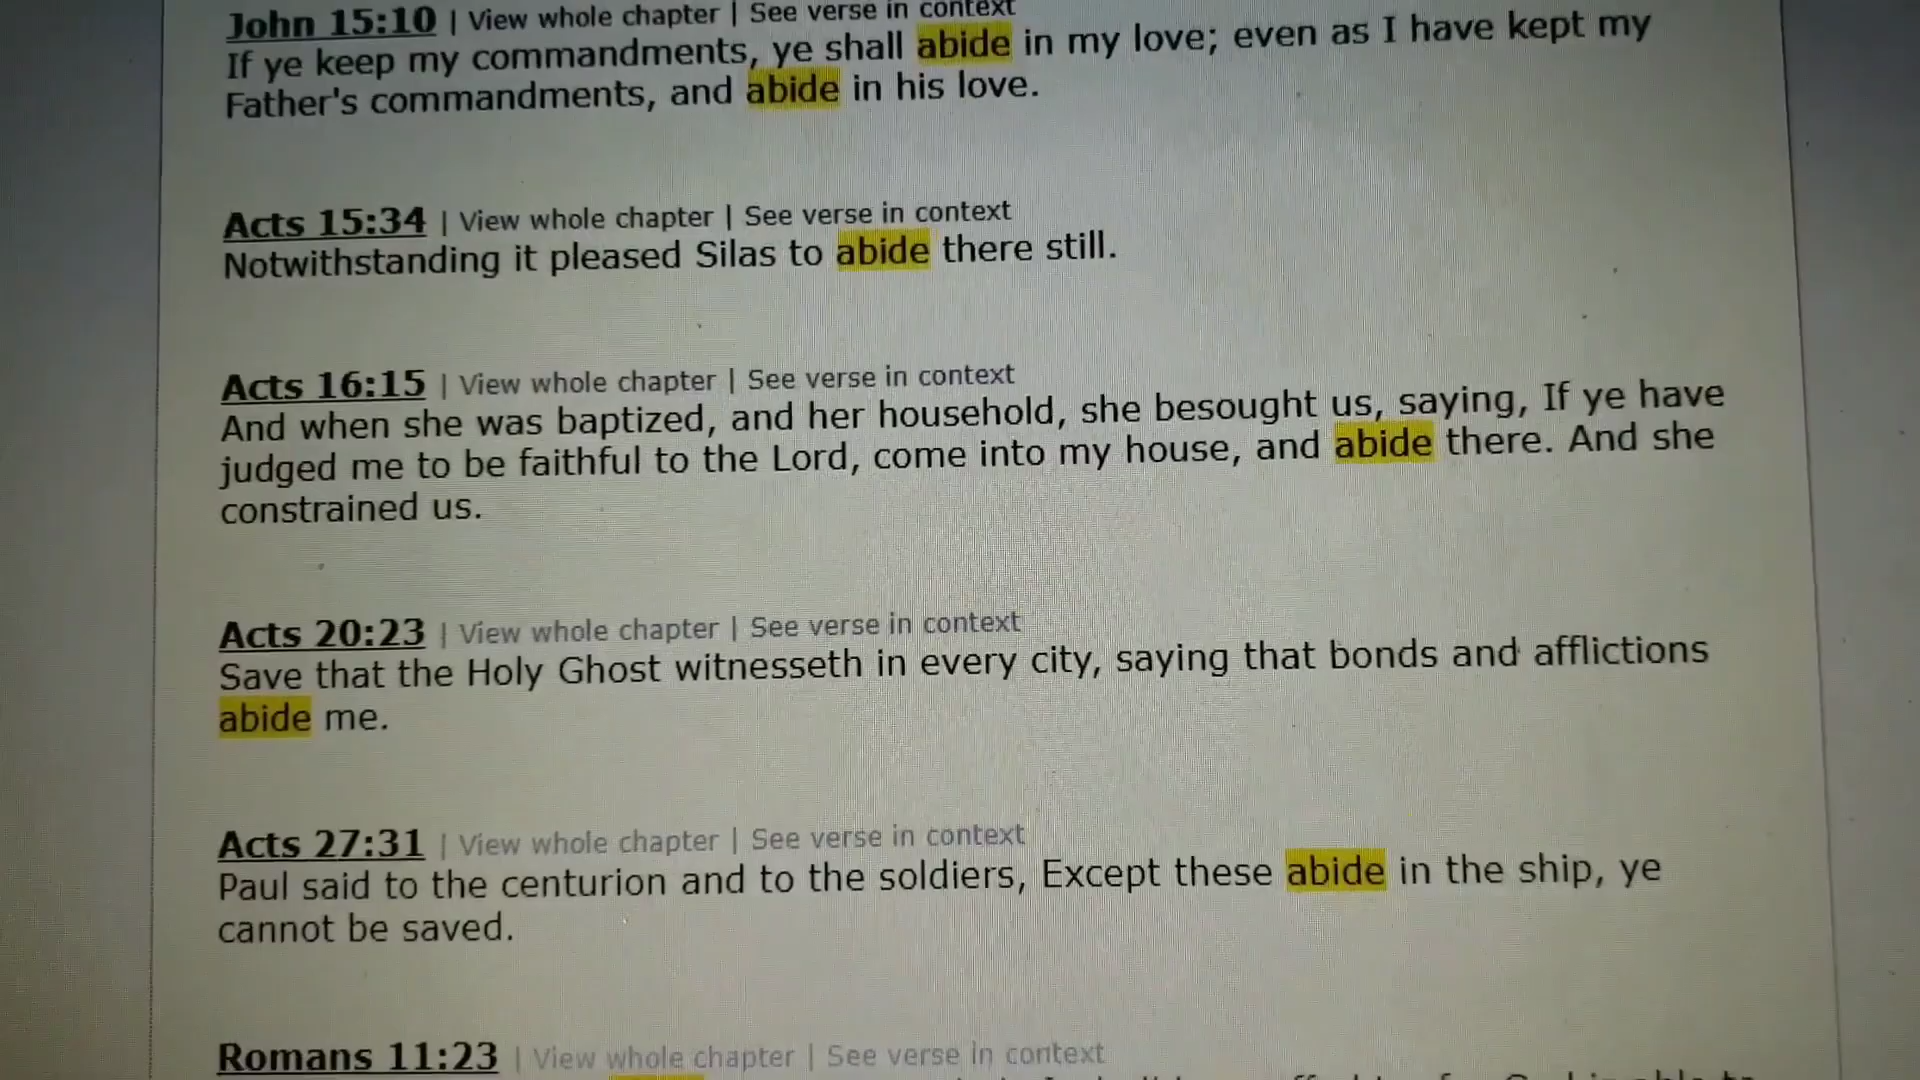 John 15:10 | View whole chapter | See verse in context
If ye keep my commandments, ye shall abide in my love; even as I have kept my
Father's commandments, and abide in his love.
Acts 15:34 | View whole chapter | See verse in context
Notwithstanding it pleased Silas to abide there still.
Acts 16:15 | View whole chapter | See verse in context
And when she was baptized, and her household, she besought us, saying, If ye have
judged me to be faithful to the Lord, come into my house, and abide there. And she
constrained us.
Acts 20:23 | View whole chapter | See verse in context
Save that the Holy Ghost witnesseth in every city, saying that bonds and afflictions
abide me.
Acts 27:31 | View whole chapter | See verse in context
Paul said to the centurion and to the soldiers, Except these abide in the ship, ye
cannot be saved.
Romans 11:23 | View whole chapter | See verse in context